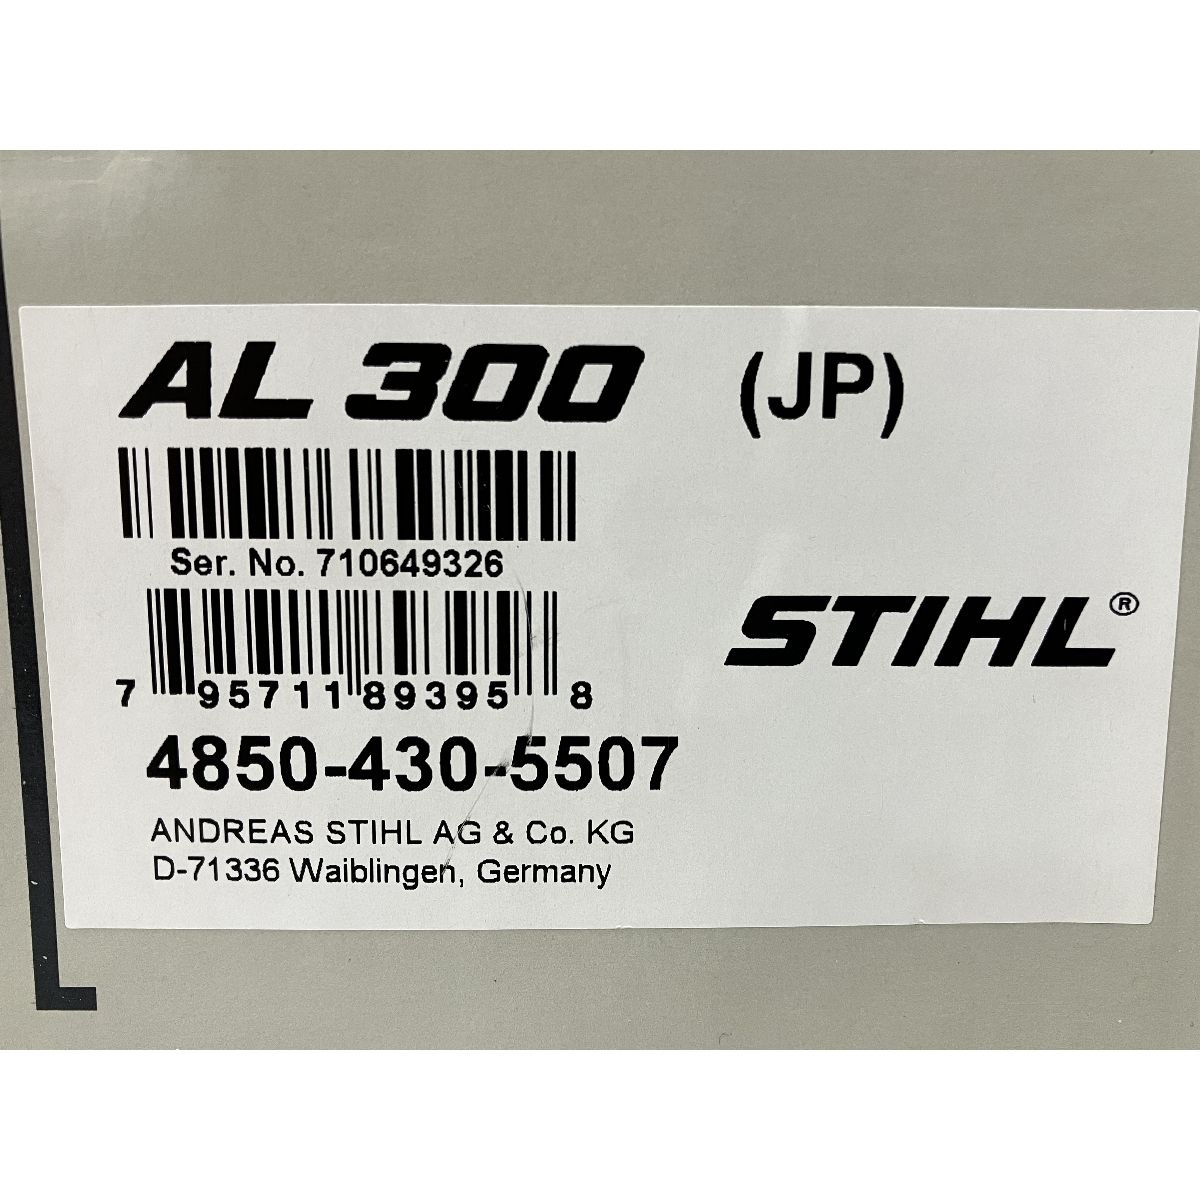 AL 300 (JP)
Ser. No. 710649326
STIHL®
7 95711 89395 8
4850-430-5507
ANDREAS STIHL AG & Co. KG
D-71336 Waiblingen, Germany